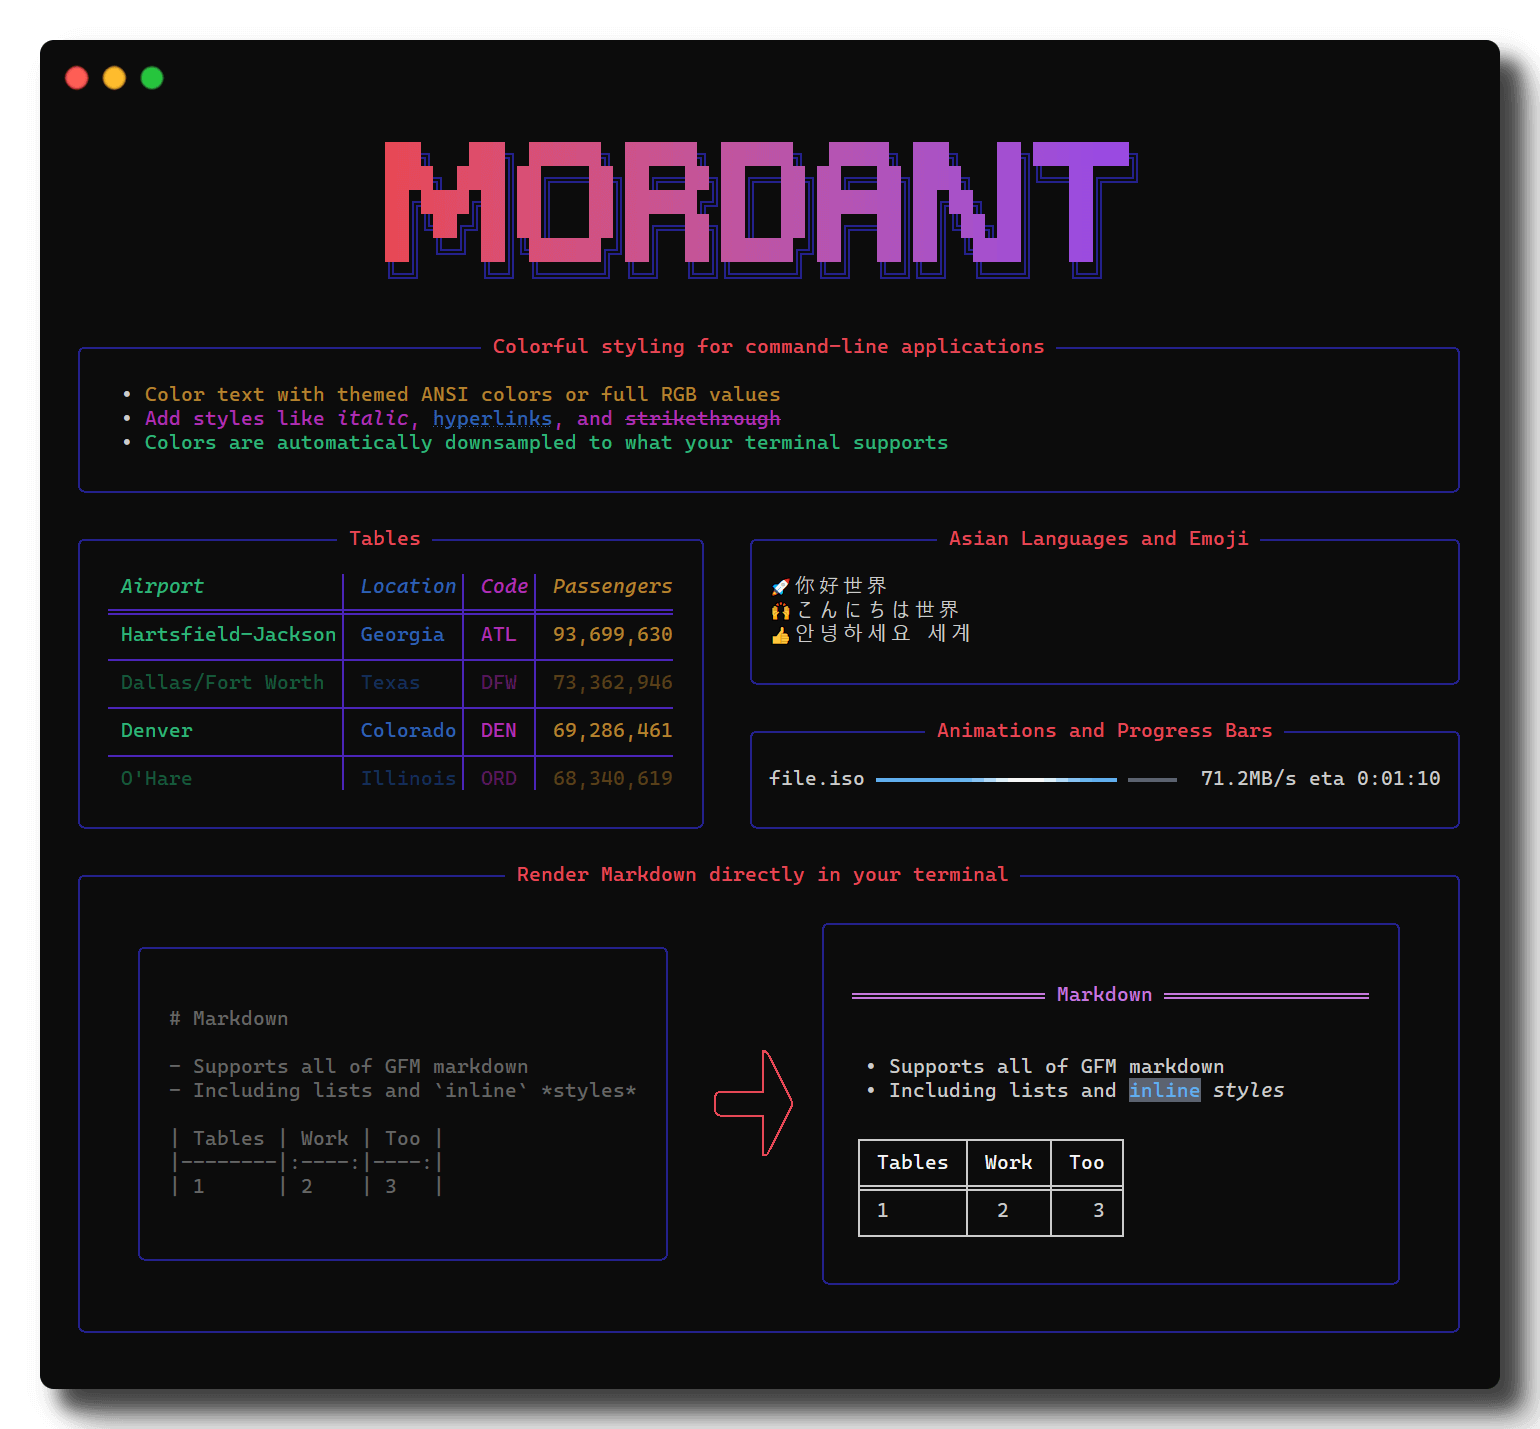 MORDANT
Colorful styling for command-line applications
• Color text with themed ANSI colors or full RGB values
• Add styles like italic, hyperlinks, and strikethrough
• Colors are automatically downsampled to what your terminal supports
Tables
Airport Location Code Passengers
Hartsfield-Jackson Georgia ATL 93,699,630
Dallas/Fort Worth Texas DFW 73,362,946
Denver Colorado DEN 69,286,461
O'Hare Illinois ORD 68,340,619
Asian Languages and Emoji
🚀你好世界
🙌こんにちは世界
👍안녕하세요 세계
Animations and Progress Bars
file.iso 71.2MB/s eta 0:01:10
Render Markdown directly in your terminal
# Markdown
- Supports all of GFM markdown
- Including lists and `inline` *styles*
| Tables | Work | Too |
|--------|:----:|----:|
| 1      | 2    | 3   |
Markdown
• Supports all of GFM markdown
• Including lists and inline styles
Tables Work Too
1 2 3